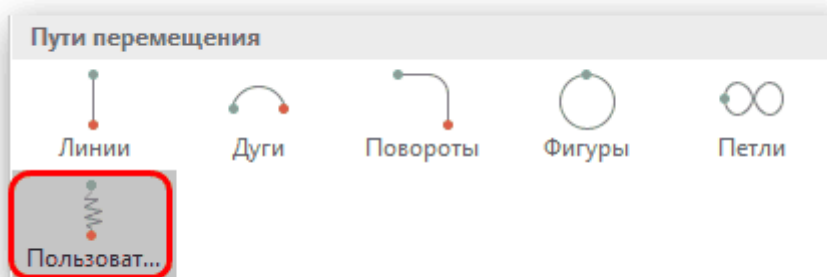 Пути перемещения
Линии Дуги Повороты Фигуры Петли
Пользоват...